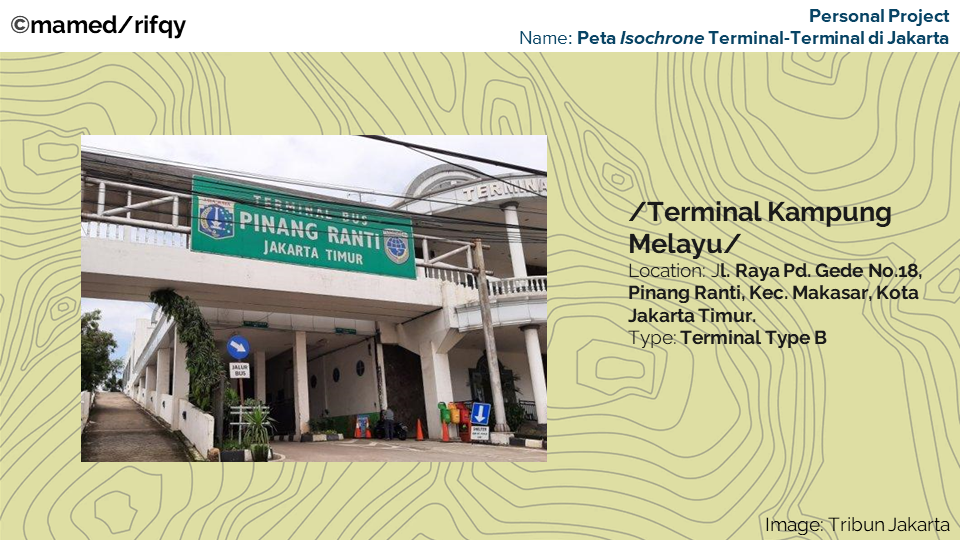 ©mamed/rifqy
Personal Project
Name: Peta Isochrone Terminal-Terminal di Jakarta
TERMINAL BUS
PINANG RANTI
JAKARTA TIMUR
TERMINA
JALUR
BUS
SHELTER
/Terminal Kampung
Melayu/
Location: Jl. Raya Pd. Gede No.18,
Pinang Ranti, Kec. Makasar, Kota
Jakarta Timur.
Type: Terminal Type B
Image: Tribun Jakarta